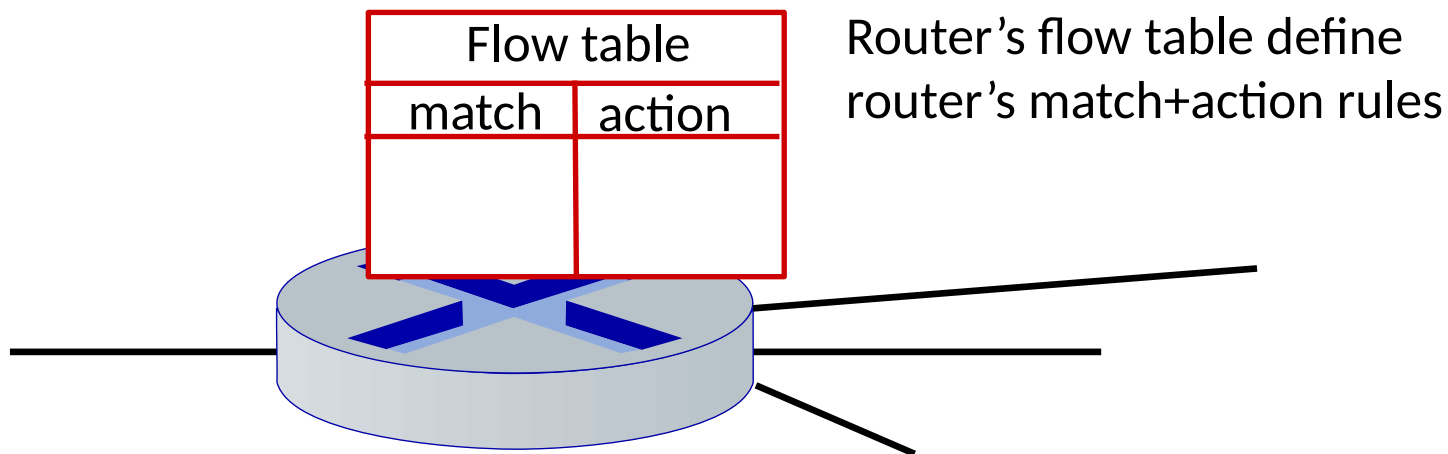 Flow table
match action
Router’s flow table define
router’s match+action rules